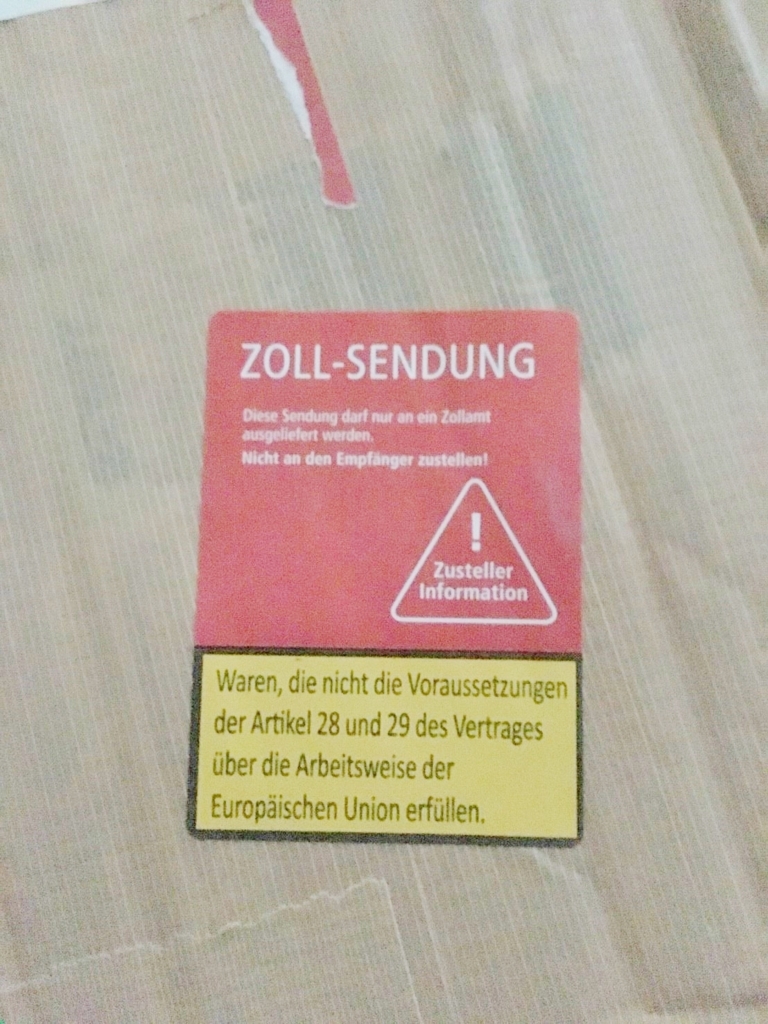 ZOLL-SENDUNG
Diese Sendung darf nur an ein Zollamt
ausgeliefert werden.
Nicht an den Empfänger zustellen!
!
Zusteller
Information
Waren, die nicht die Voraussetzungen
der Artikel 28 und 29 des Vertrages
über die Arbeitsweise der
Europäischen Union erfüllen.